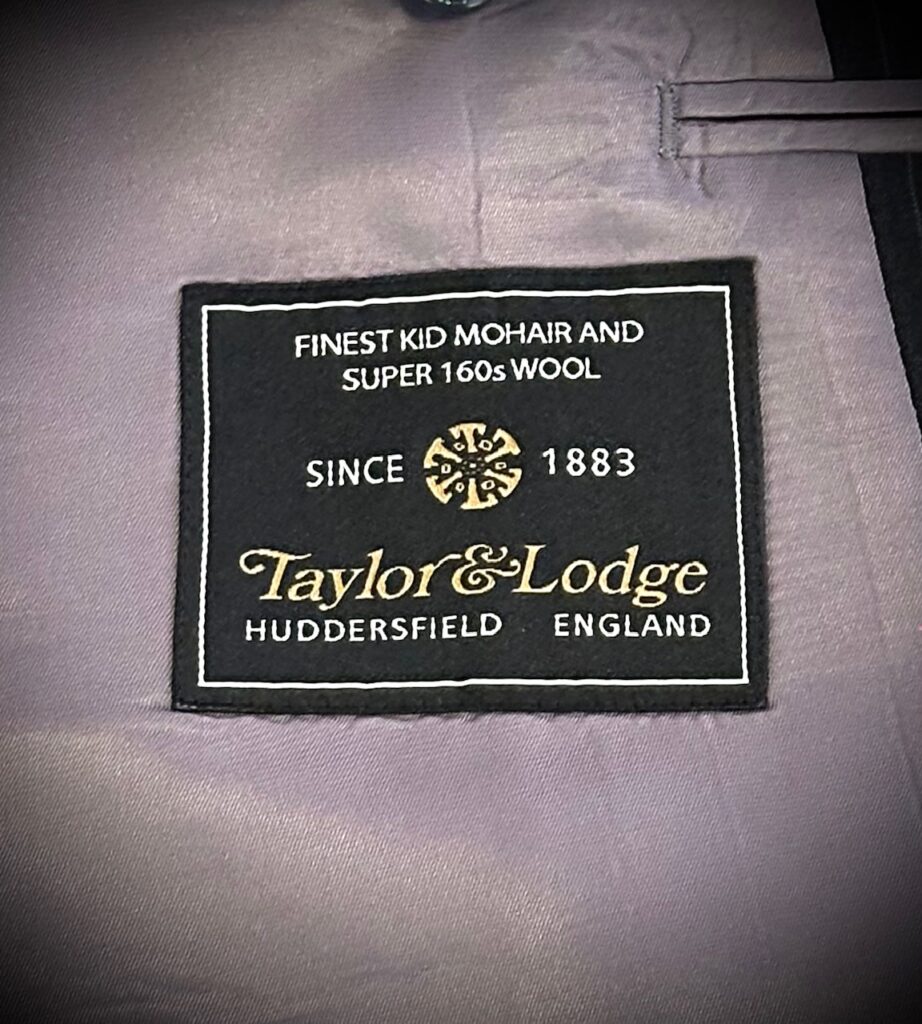 FINEST KID MOHAIR AND
SUPER 160s WOOL
SINCE 1883
Taylor & Lodge
HUDDERSFIELD ENGLAND